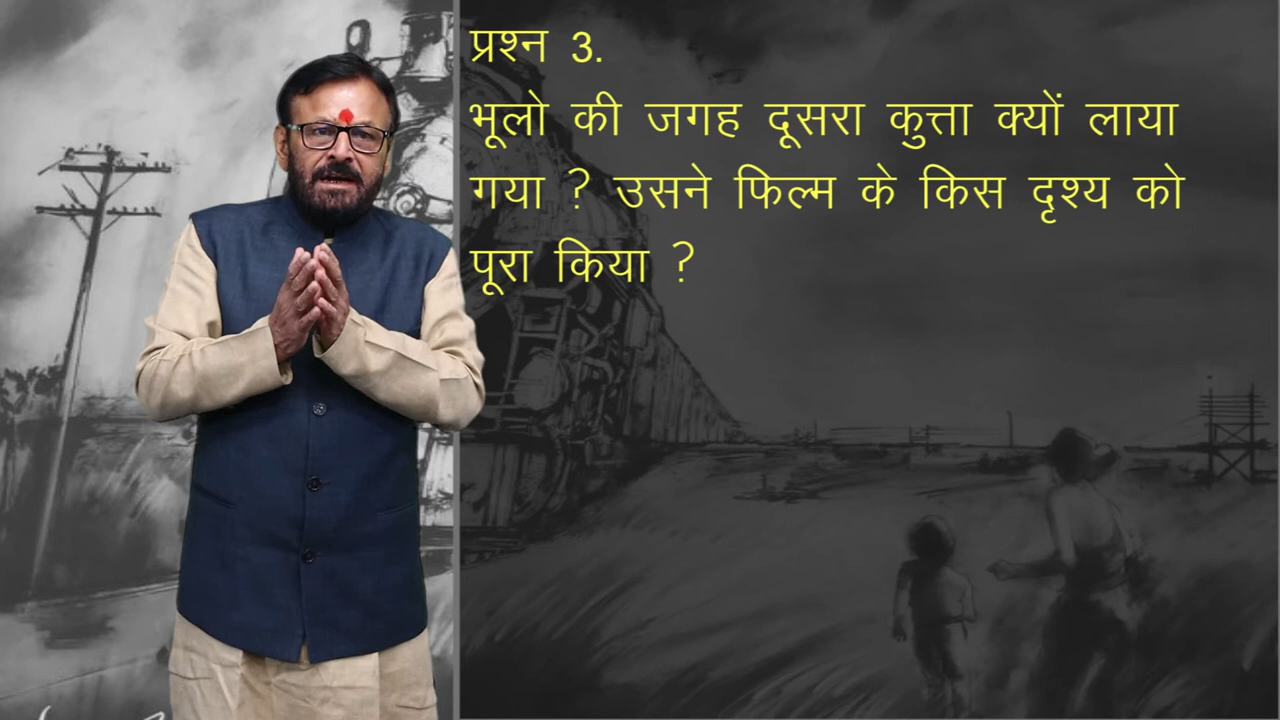 प्रश्न 3.
भूलो की जगह दूसरा कुत्ता क्यों लाया
गया ? उसने फिल्म के किस दृश्य को
पूरा किया ?